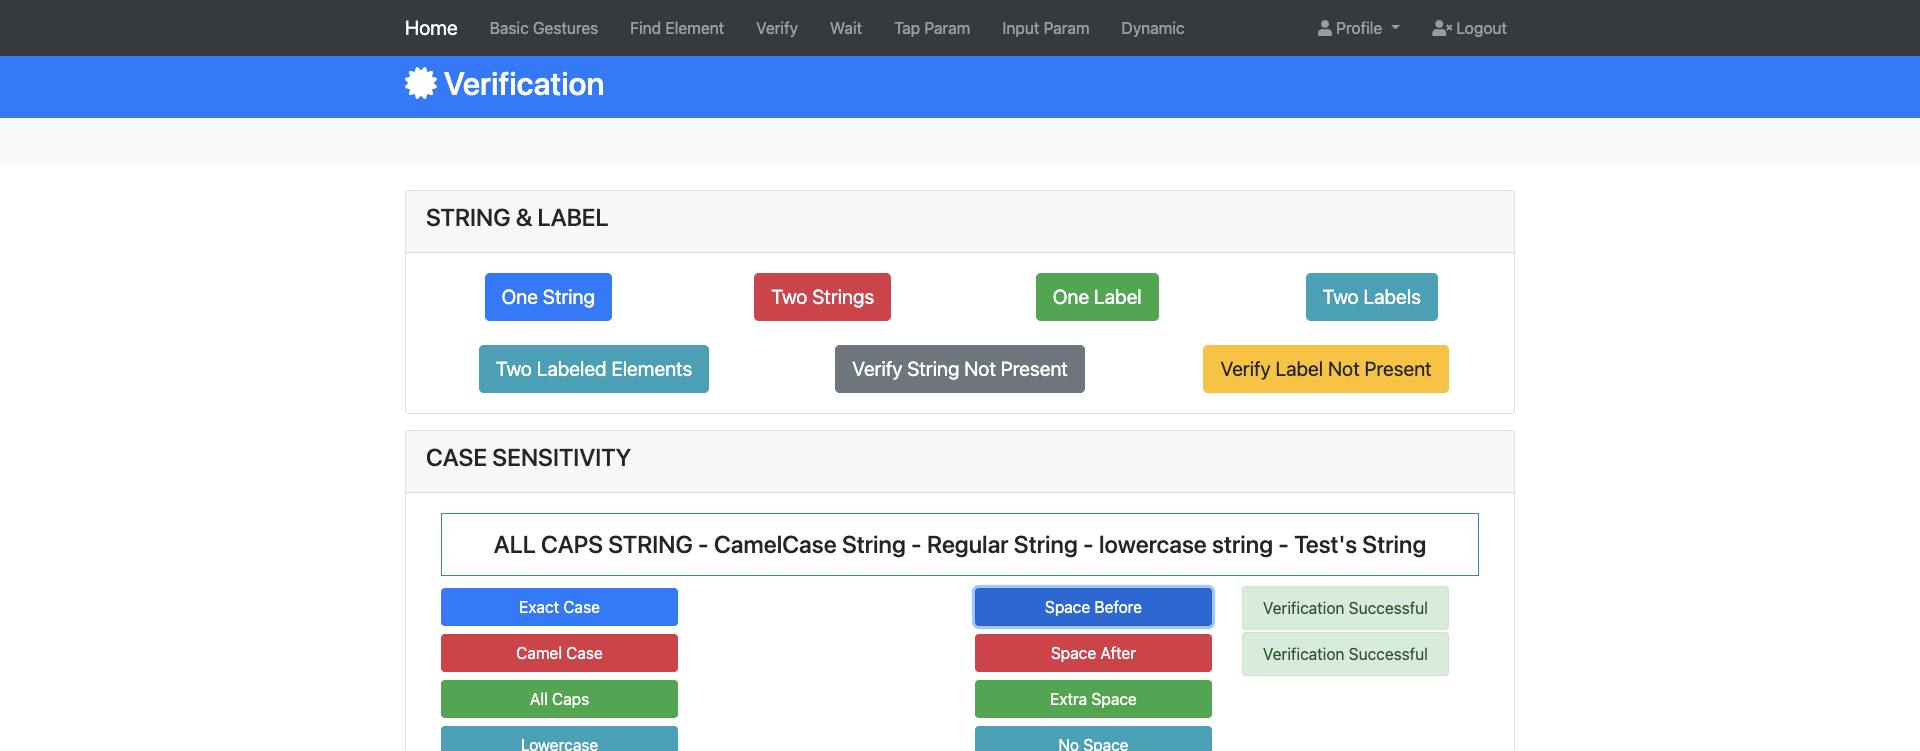 Home Basic Gestures Find Element Verify Wait Tap Param Input Param Dynamic Profile Logout
Verification
STRING & LABEL
One String Two Strings One Label Two Labels
Two Labeled Elements Verify String Not Present Verify Label Not Present
CASE SENSITIVITY
ALL CAPS STRING - CamelCase String - Regular String - lowercase string - Test's String
Exact Case Space Before Verification Successful
Camel Case Space After Verification Successful
All Caps Extra Space
Lowercase No Space